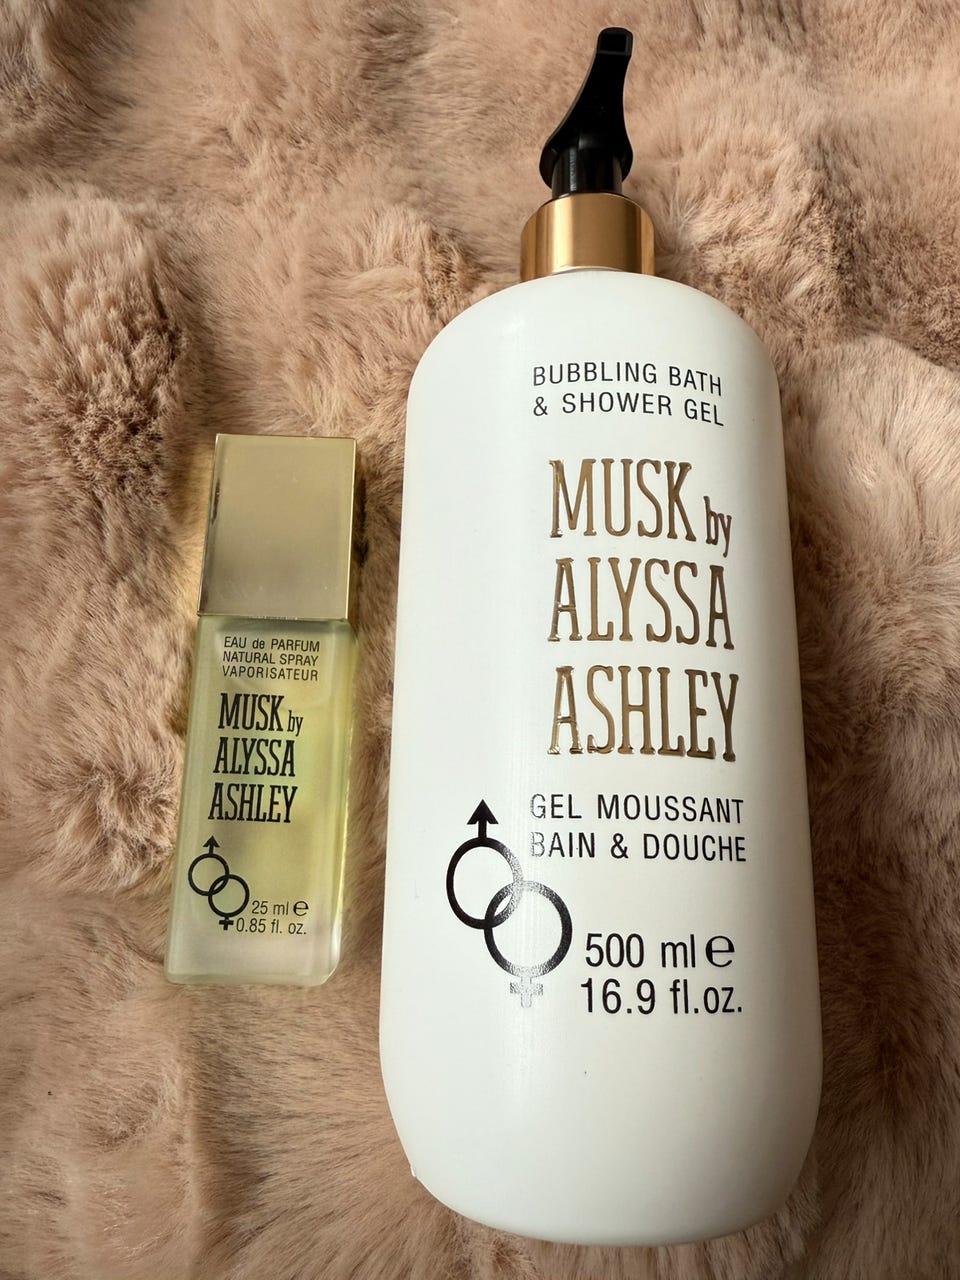 EAU de PARFUM
NATURAL SPRAY
VAPORISATEUR
MUSK by
ALYSSA
ASHLEY
25 ml e
0.85 fl. oz.
BUBBLING BATH
& SHOWER GEL
MUSK by
ALYSSA
ASHLEY
GEL MOUSSANT
BAIN & DOUCHE
500 ml e
16.9 fl.oz.